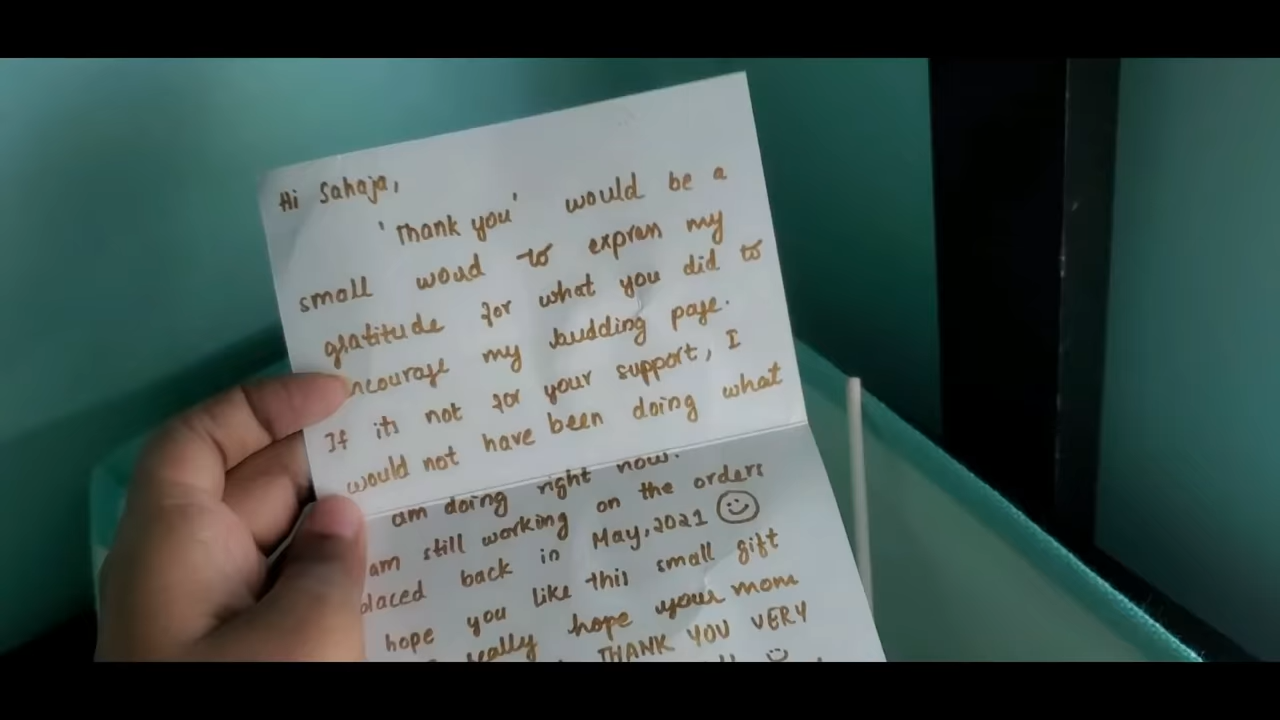 Hi Sahaja,
'Thank you' would be a
small word to express my
gratitude for what you did to
encourage my budding page.
If its not for your support, I
would not have been doing what
am doing right now.
am still working on the orders
placed back in May, 2021
hope you like this small gift
really hope your mom
THANK YOU VERY